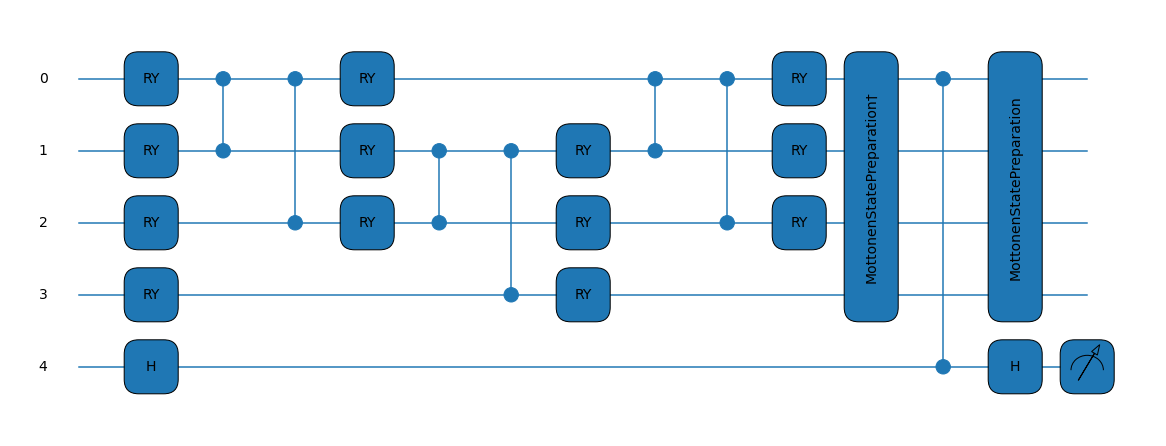 0 RY RY RY
1 RY RY RY RY
2 RY RY RY RY
3 RY RY
4 H H
MottonenStatePreparation†
MottonenStatePreparation